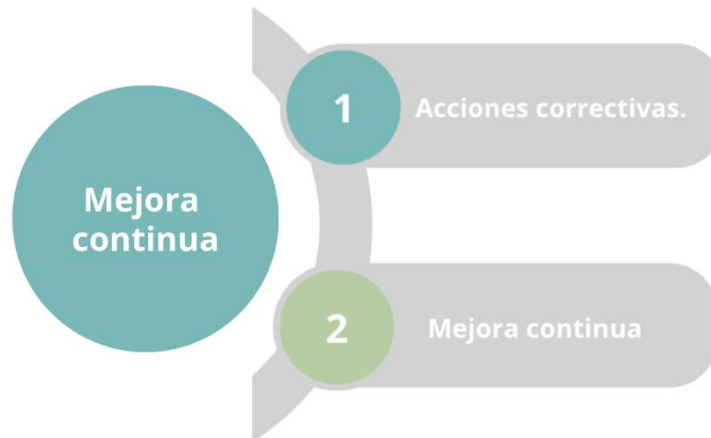 Mejora
continua
1
Acciones correctivas.
2
Mejora continua